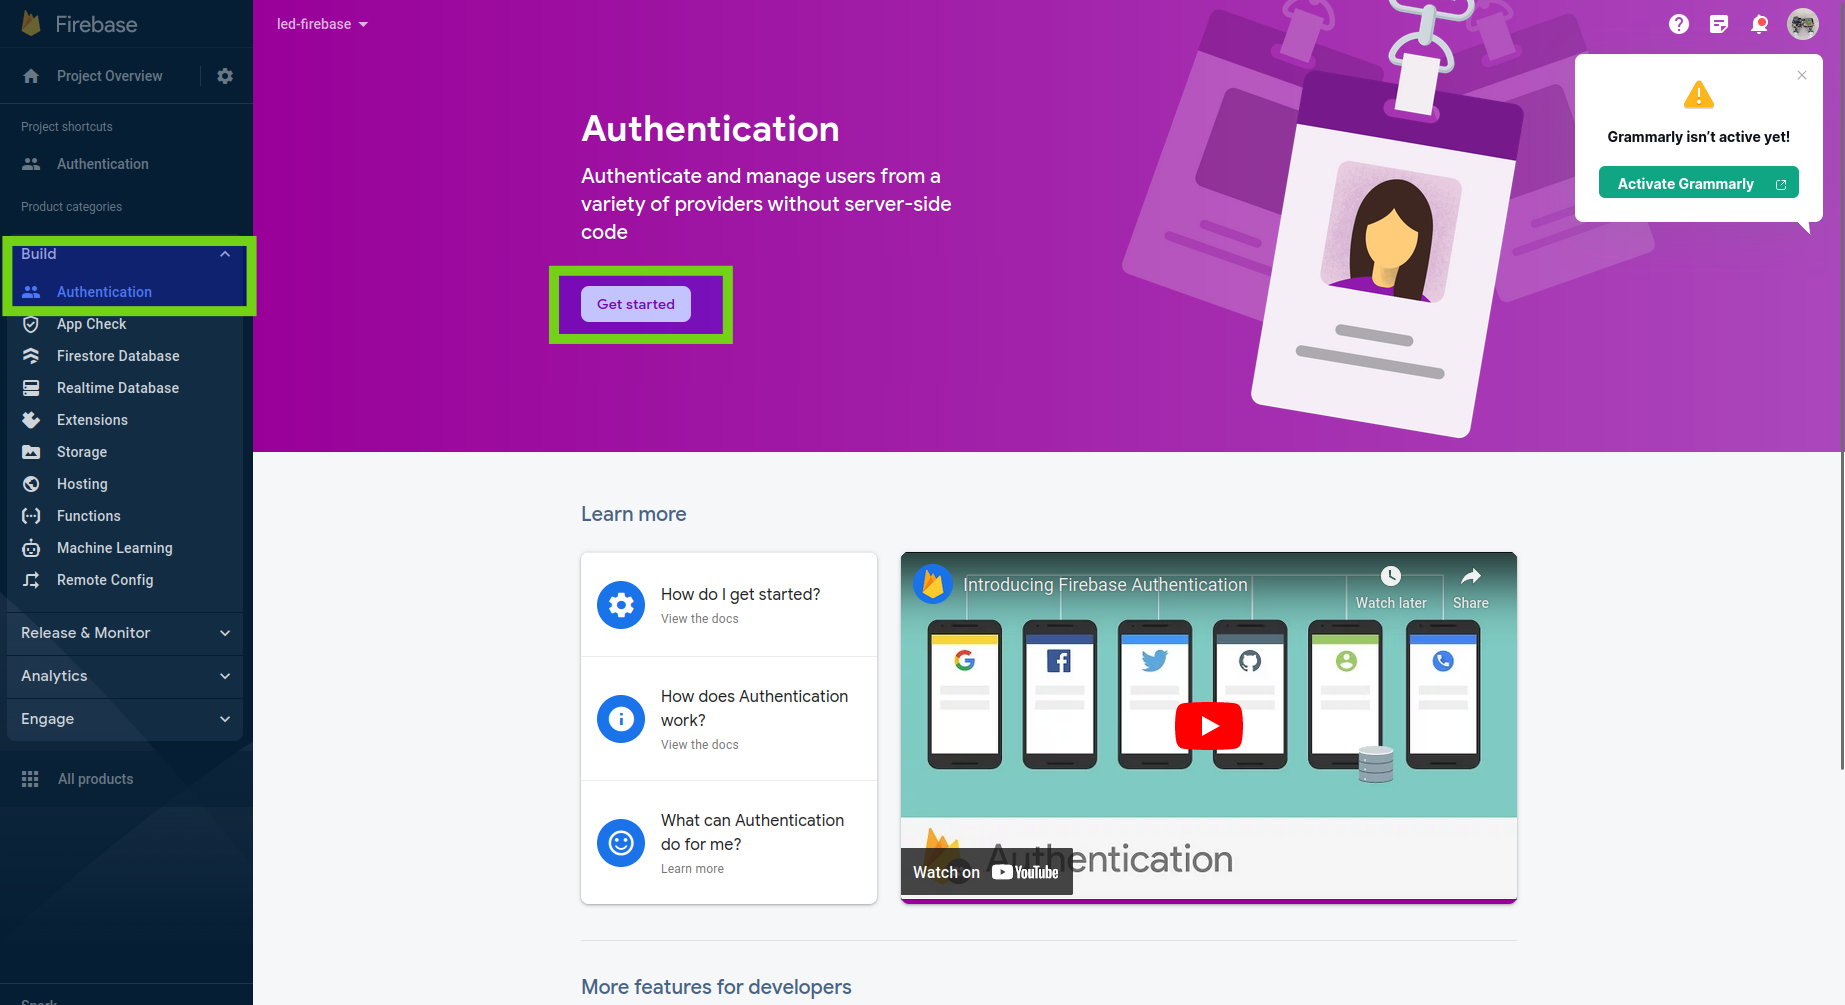 Firebase
led-firebase
Project Overview
Project shortcuts
Authentication
Product categories
Build
Authentication
App Check
Firestore Database
Realtime Database
Extensions
Storage
Hosting
Functions
Machine Learning
Remote Config
Release & Monitor
Analytics
Engage
All products
Spark
Authentication
Authenticate and manage users from a
variety of providers without server-side
code
Get started
Grammarly isn't active yet!
Activate Grammarly
Learn more
How do I get started?
View the docs
How does Authentication
work?
View the docs
What can Authentication
do for me?
Learn more
Introducing Firebase Authentication
Watch later
Share
Authentication
Watch on YouTube
More features for developers